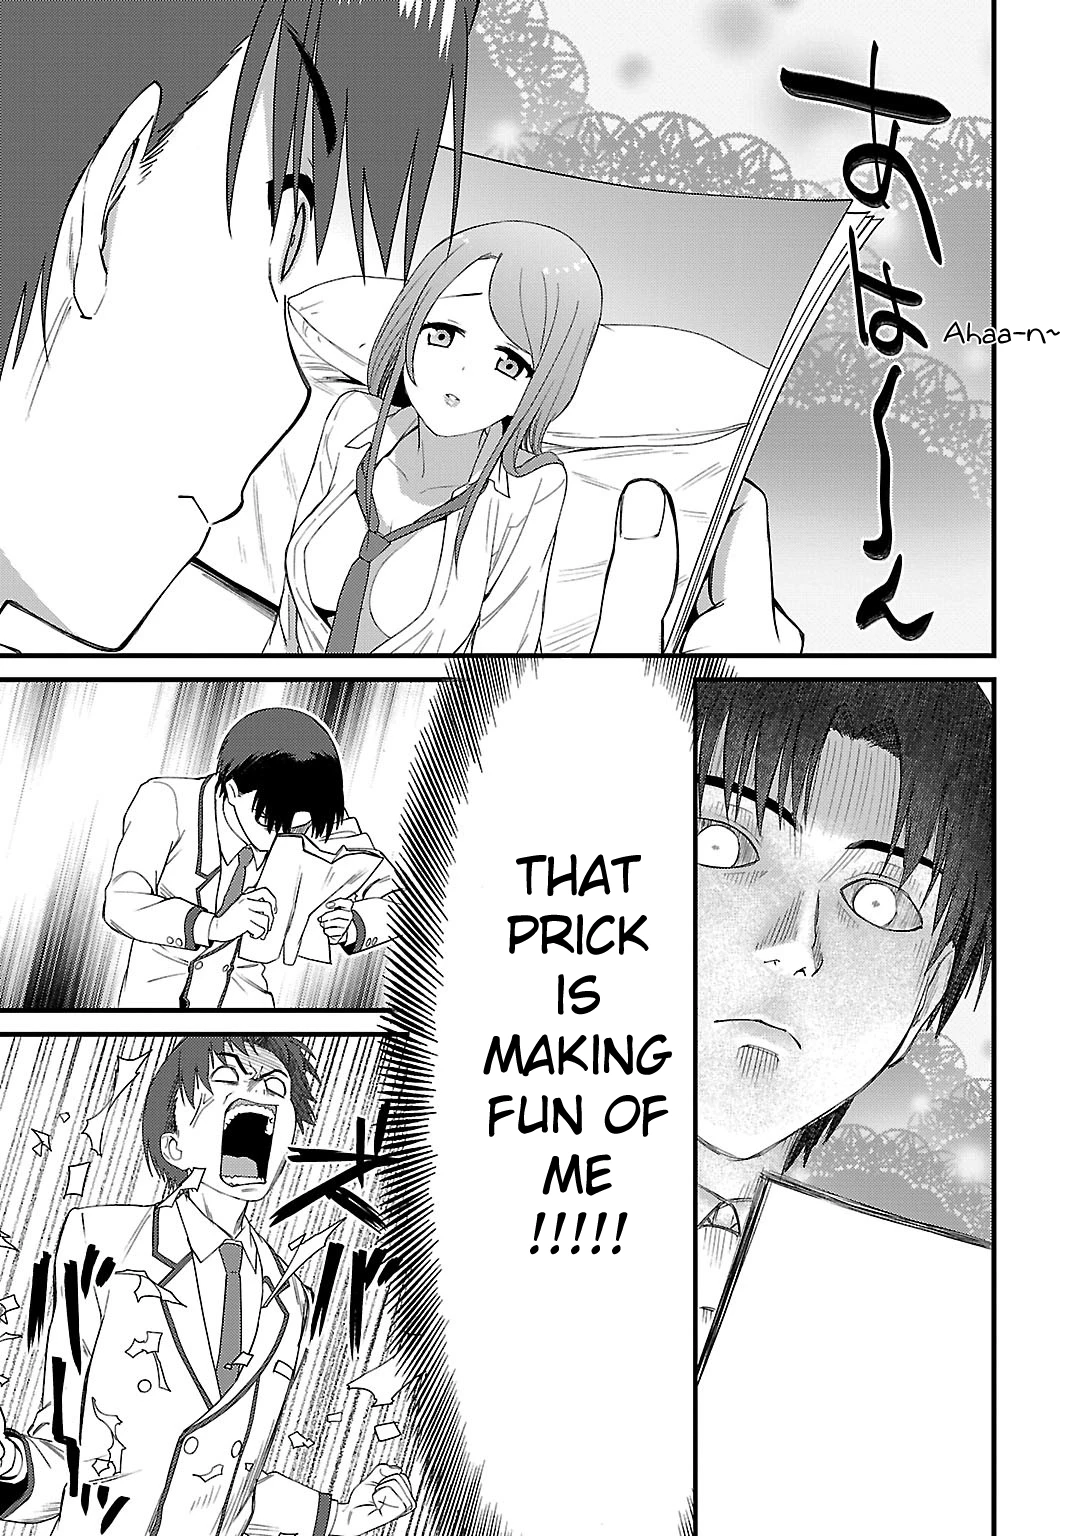 あは〜〜ん
Ahaa-n~
THAT
PRICK
IS
MAKING
FUN OF
ME
!!!!!